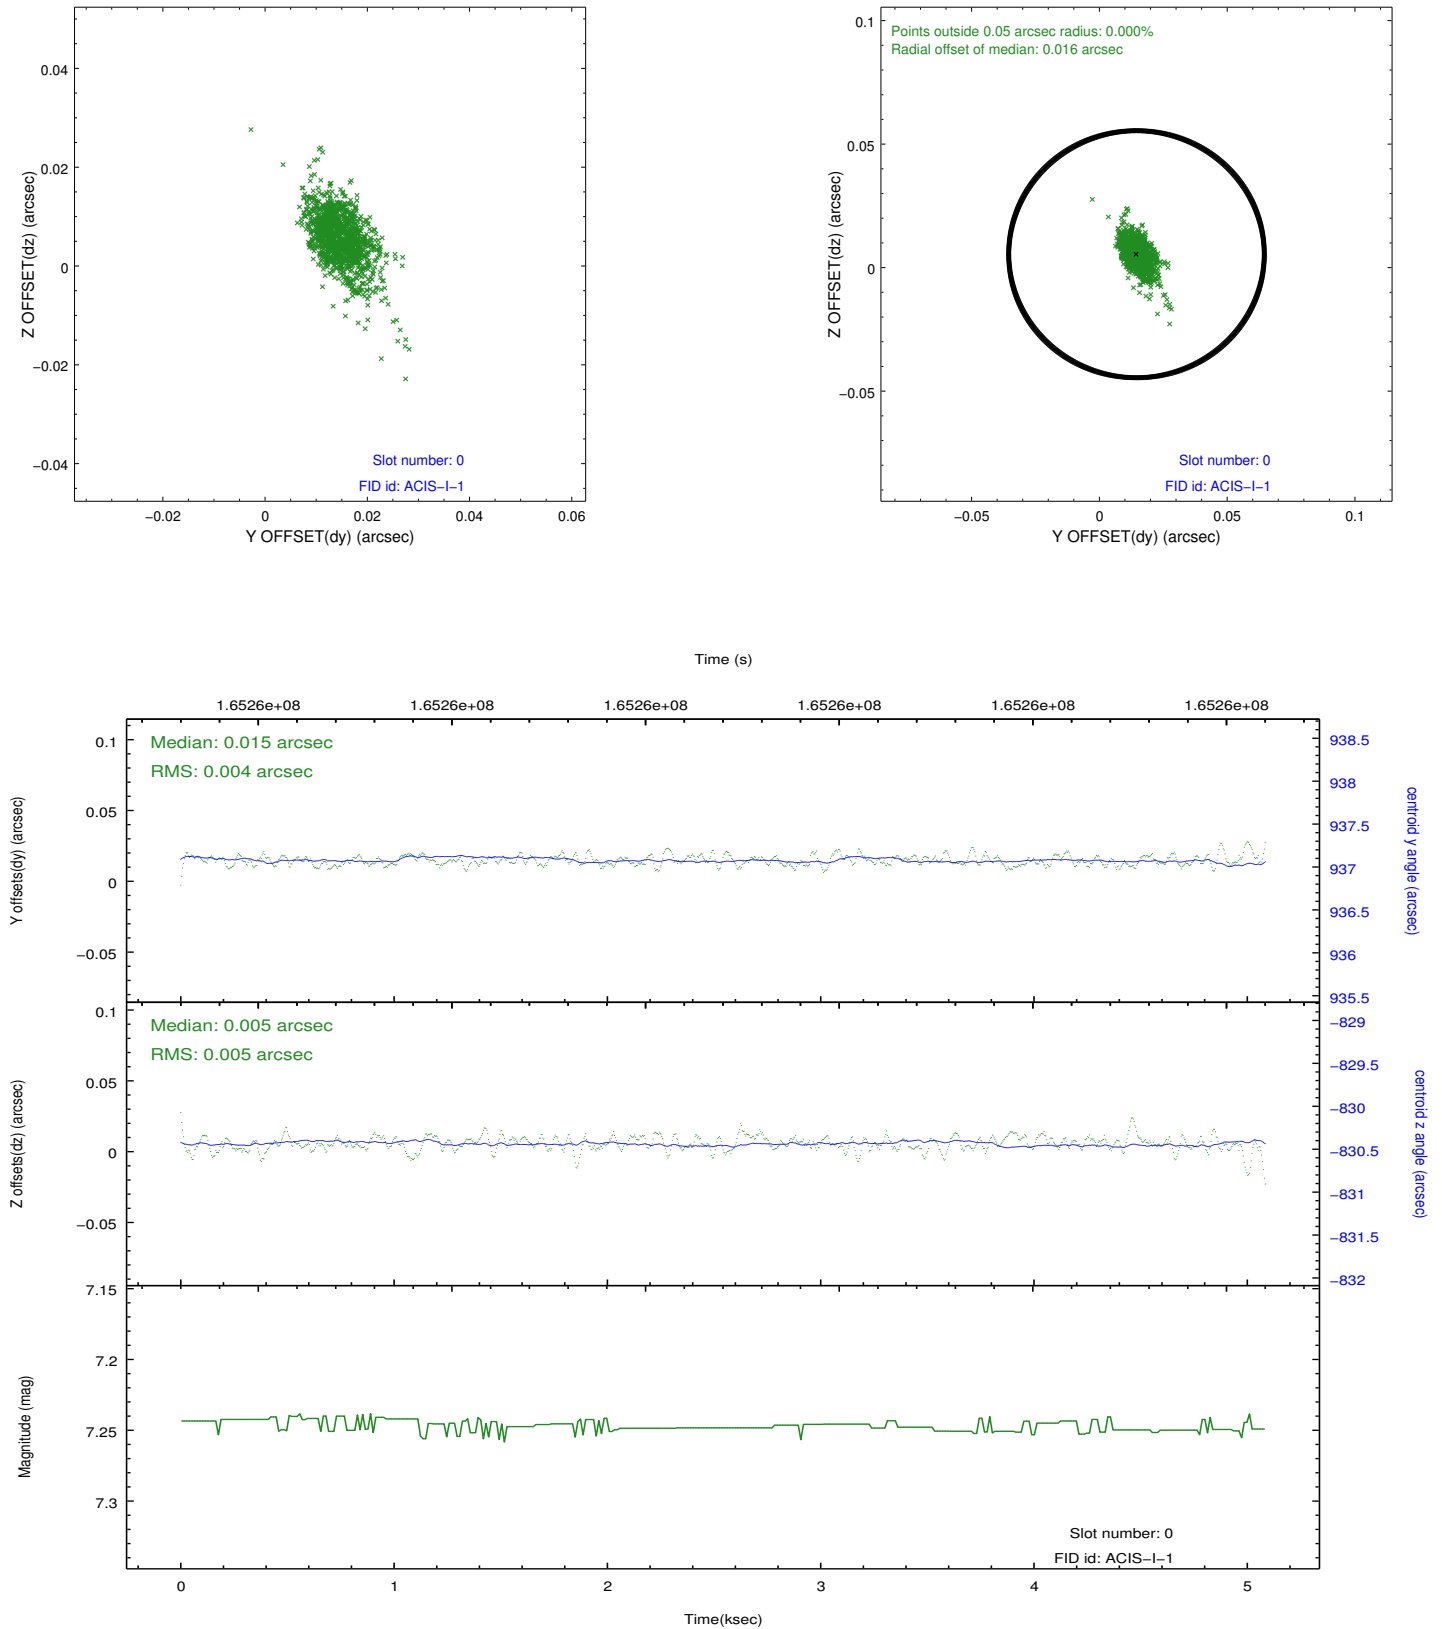 0.04
0.02
0
−0.02
−0.04
Z OFFSET(dz) (arcsec)
Slot number: 0
FID id: ACIS−I−1
−0.02 0 0.02 0.04 0.06
Y OFFSET(dy) (arcsec)
Points outside 0.05 arcsec radius: 0.000%
Radial offset of median: 0.016 arcsec
0.1
0.05
0
−0.05
Z OFFSET(dz) (arcsec)
Slot number: 0
FID id: ACIS−I−1
−0.05 0 0.05 0.1
Y OFFSET(dy) (arcsec)
Time (s)
1.6526e+08 1.6526e+08 1.6526e+08 1.6526e+08 1.6526e+08 1.6526e+08
Median: 0.015 arcsec
RMS: 0.004 arcsec
0.1
0.05
0
−0.05
Y offsets(dy) (arcsec)
938.5
938
937.5
937
936.5
936
935.5
centroid y angle (arcsec)
Median: 0.005 arcsec
RMS: 0.005 arcsec
0.1
0.05
0
−0.05
Z offsets(dz) (arcsec)
−829
−829.5
−830
−830.5
−831
−831.5
−832
centroid z angle (arcsec)
7.15
7.2
7.25
7.3
Magnitude (mag)
Slot number: 0
FID id: ACIS−I−1
0 1 2 3 4 5
Time(ksec)